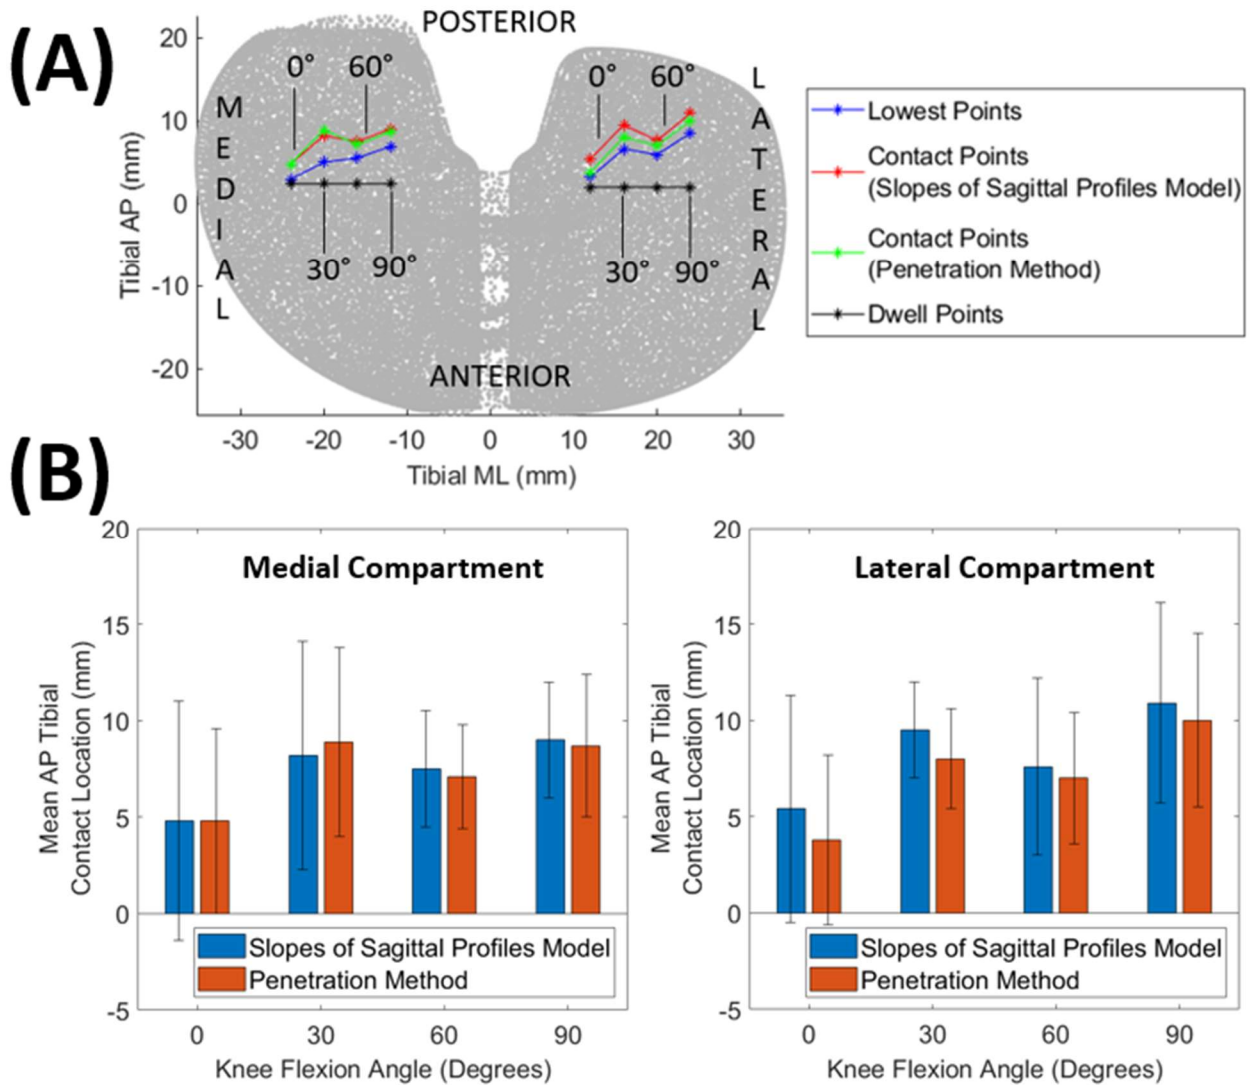 (A)
POSTERIOR
20
10
0
-10
-20
Tibial AP (mm)
MEDIAL
0°
60°
30°
90°
0°
60°
30°
90°
LATERAL
ANTERIOR
-30
-20
-10
0
10
20
30
Tibial ML (mm)
Lowest Points
Contact Points
(Slopes of Sagittal Profiles Model)
Contact Points
(Penetration Method)
Dwell Points
(B)
Medial Compartment
20
15
10
5
0
-5
Mean AP Tibial
Contact Location (mm)
Slopes of Sagittal Profiles Model
Penetration Method
0
30
60
90
Knee Flexion Angle (Degrees)
Lateral Compartment
20
15
10
5
0
-5
Mean AP Tibial
Contact Location (mm)
Slopes of Sagittal Profiles Model
Penetration Method
0
30
60
90
Knee Flexion Angle (Degrees)